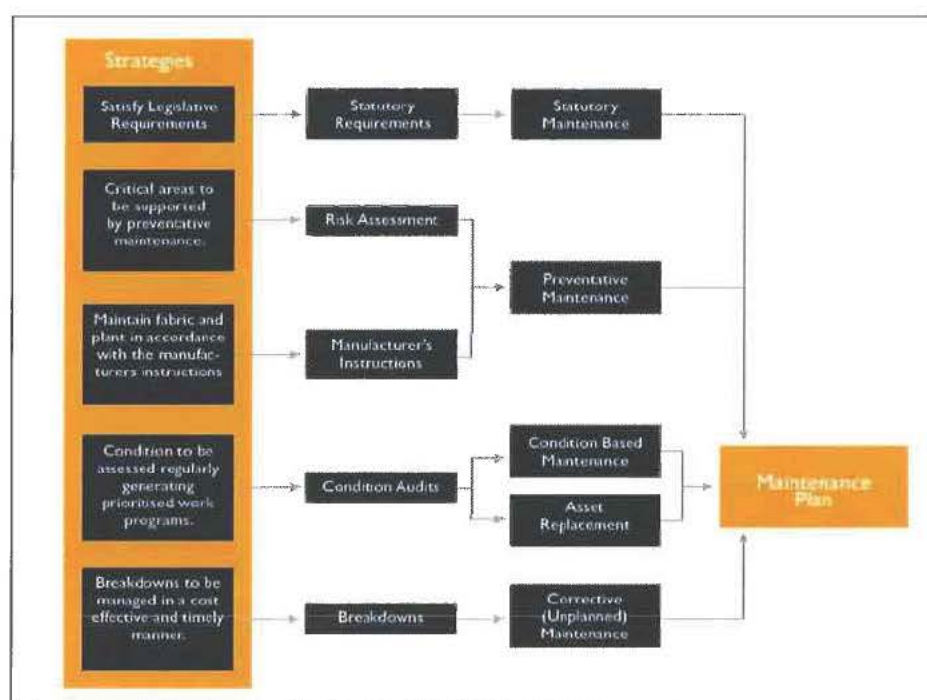 Strategies
Satisfy Legislative
Requirements
Statutory
Requirements
Statutory
Maintenance
Critical areas to
be supported
by preventative
maintenance.
Risk Assessment
Preventative
Maintenance
Maintain fabric and
plant in accordance
with the manufac-
turers instructions
Manufacturer's
Instructions
Condition to be
assessed regularly
generating
prioritised work
programs.
Condition Audits
Condition Based
Maintenance
Asset
Replacement
Maintenance
Plan
Breakdowns to be
managed in a cost
effective and timely
manner.
Breakdowns
Corrective
(Unplanned)
Maintenance